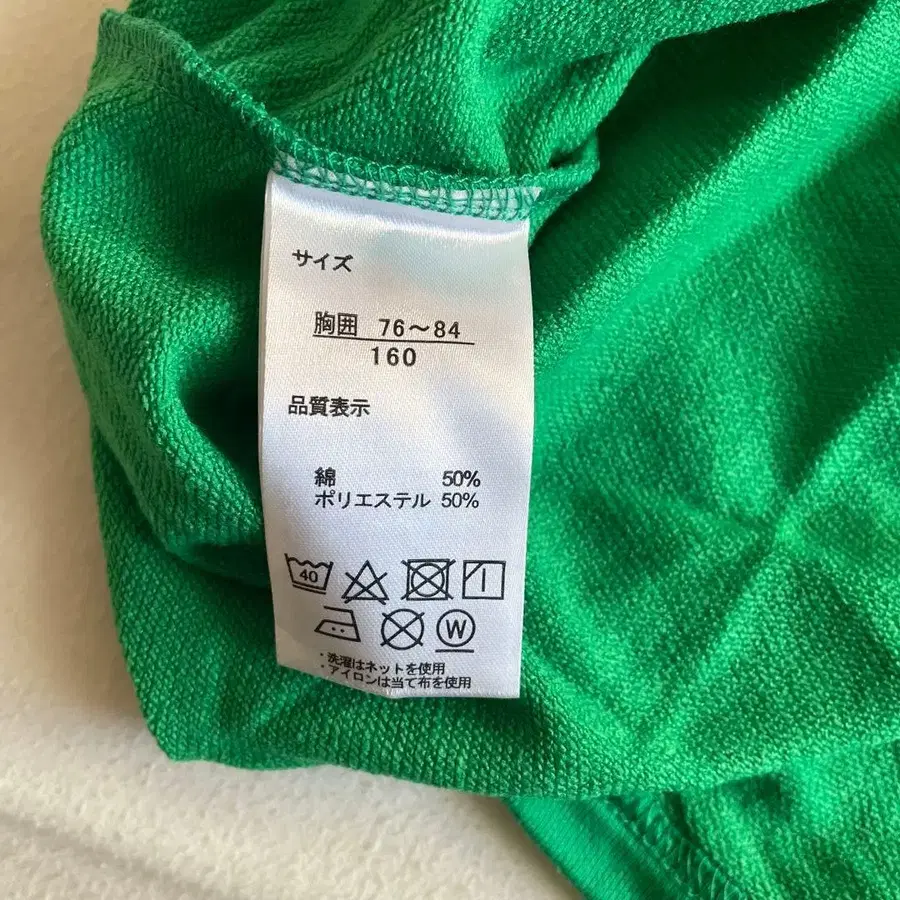 サイズ
胸囲 76～84
160
品質表示
綿 50%
ポリエステル 50%
40
W
・洗濯はネットを使用
・アイロンは当て布を使用